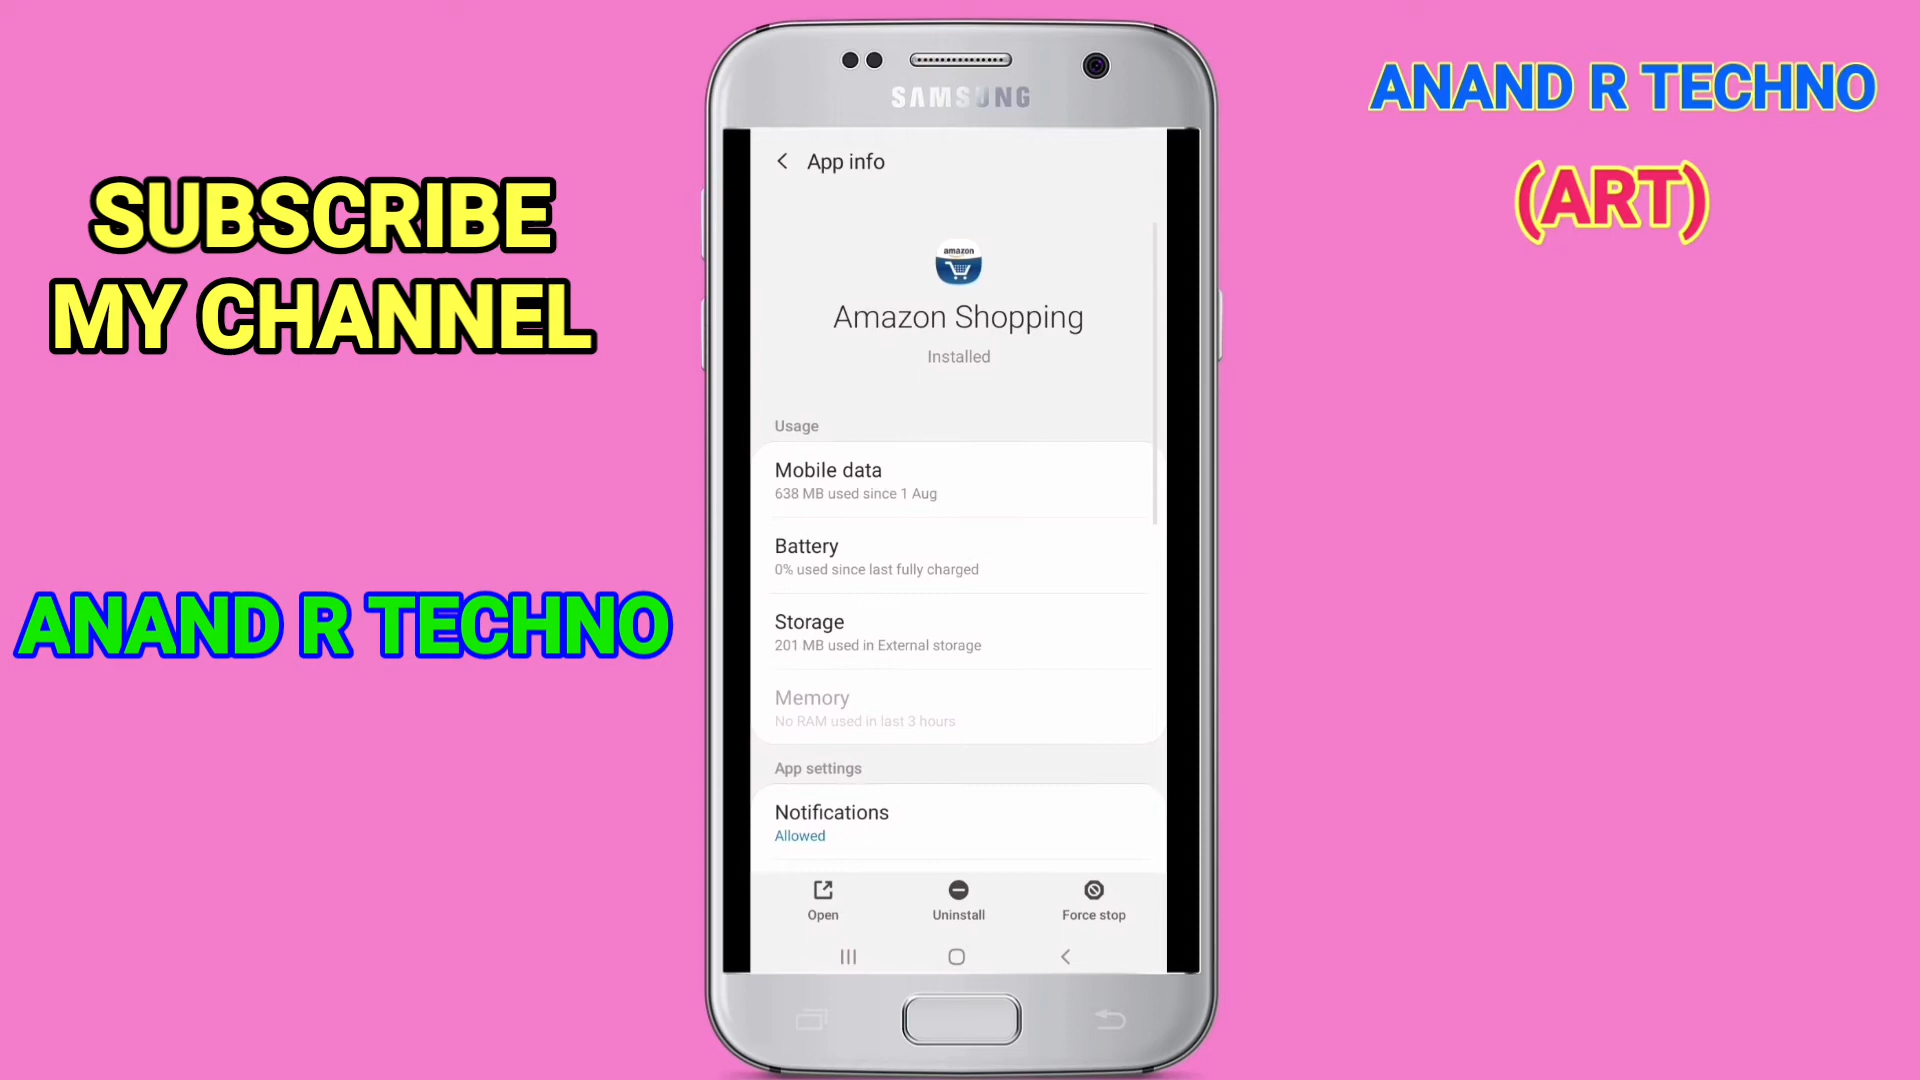 SUBSCRIBE
MY CHANNEL
ANAND R TECHNO
ANAND R TECHNO
(ART)
SAMSUNG
App info
amazon
Amazon Shopping
Installed
Usage
Mobile data
638 MB used since 1 Aug
Battery
0% used since last fully charged
Storage
201 MB used in External storage
Memory
No RAM used in last 3 hours
App settings
Notifications
Allowed
Open
Uninstall
Force stop